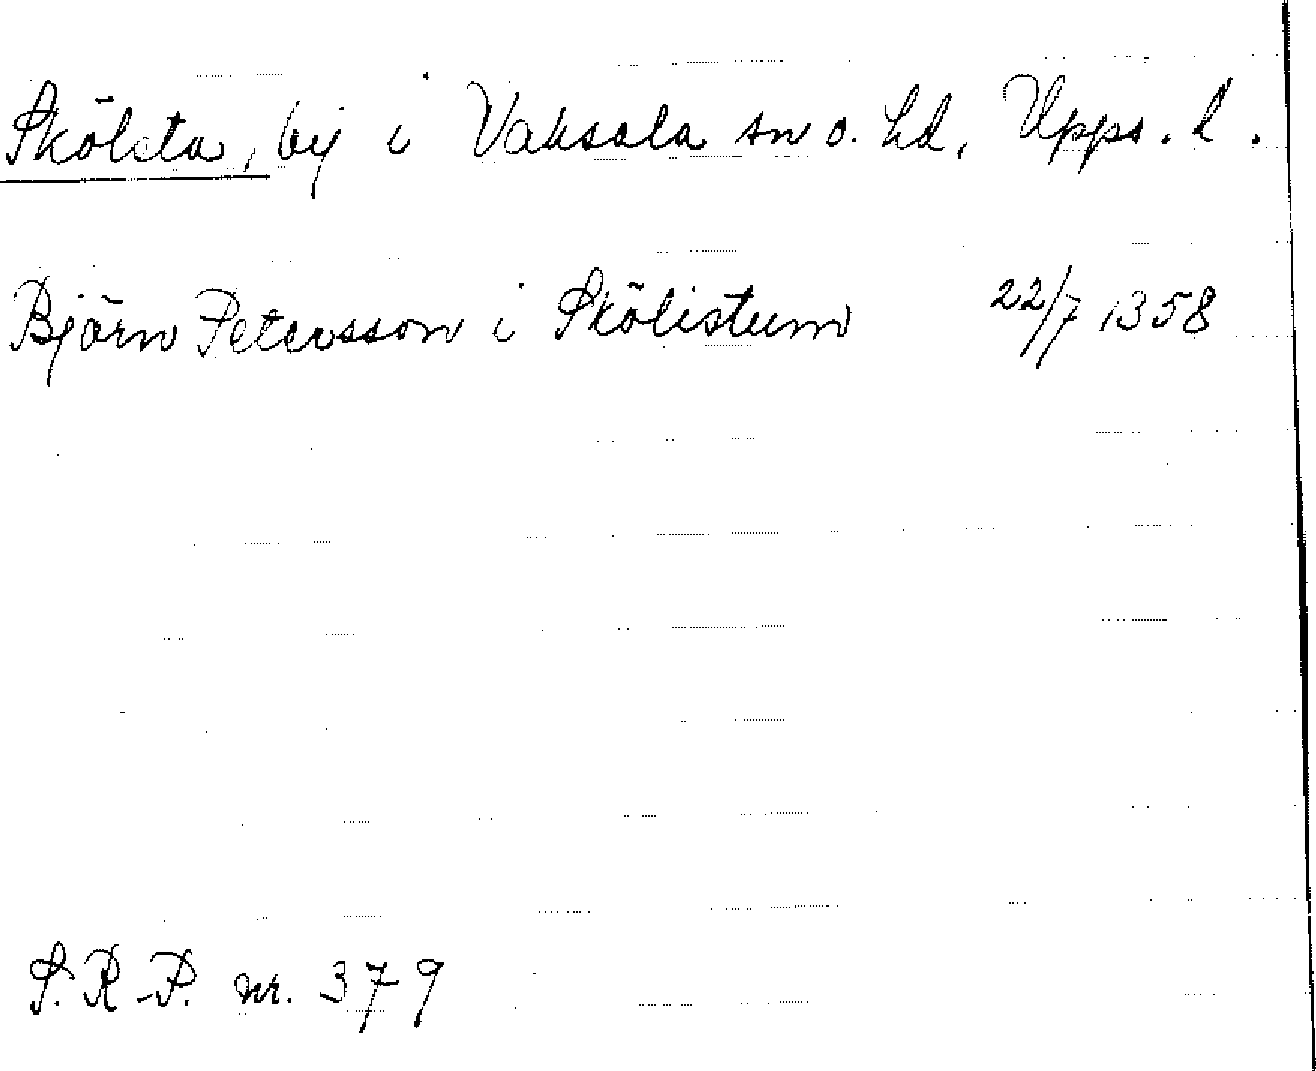 Skölsta, by i Vaksala sn o. hd, Upps. l.
Björn Petersson i Skölistum 22/7 1358
S. R-P. nr. 379